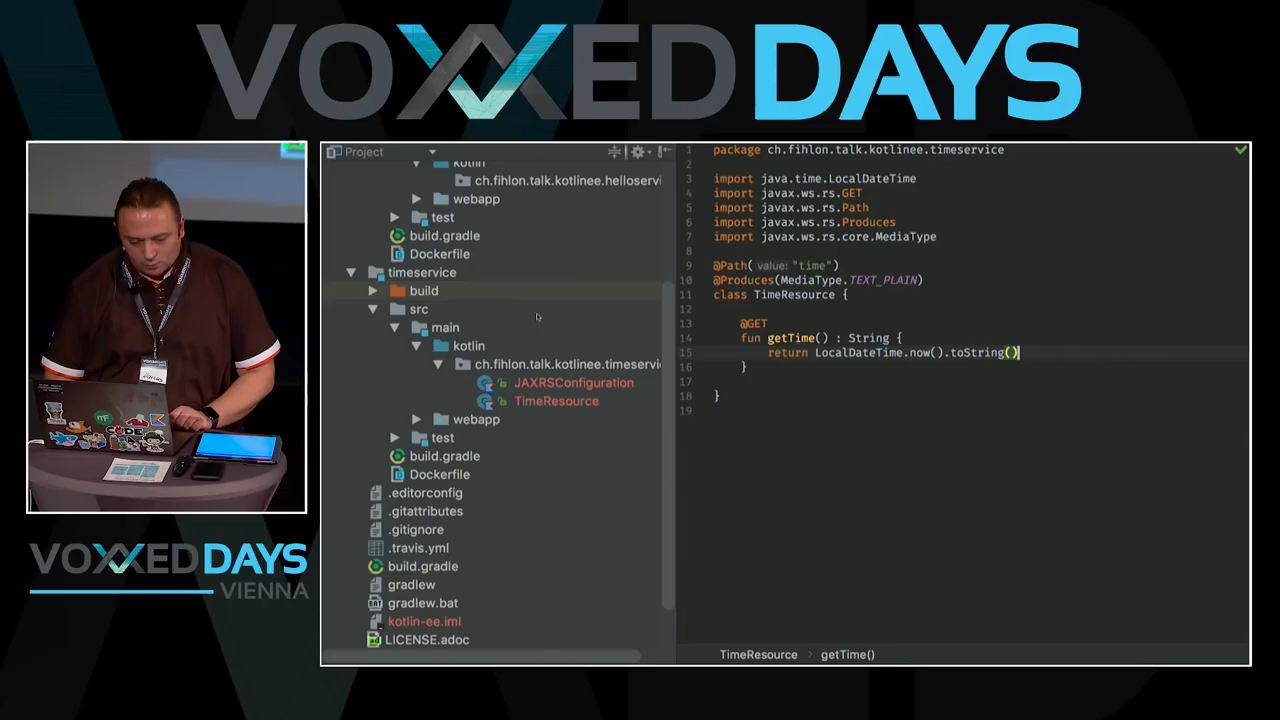 VOXXED DAYS
Project
kotlin
ch.fihlon.talk.kotlinee.helloservi
webapp
test
build.gradle
Dockerfile
timeservice
build
src
main
kotlin
ch.fihlon.talk.kotlinee.timeservi
JAXRSConfiguration
TimeResource
webapp
test
build.gradle
Dockerfile
.editorconfig
.gitattributes
.gitignore
.travis.yml
build.gradle
gradlew
gradlew.bat
kotlin-ee.iml
LICENSE.adoc
1 package ch.fihlon.talk.kotlinee.timeservice
2
3 import java.time.LocalDateTime
4 import javax.ws.rs.GET
5 import javax.ws.rs.Path
6 import javax.ws.rs.Produces
7 import javax.ws.rs.core.MediaType
8
9 @Path( value: "time")
10 @Produces(MediaType.TEXT_PLAIN)
11 class TimeResource {
12
13 @GET
14 fun getTime() : String {
15 return LocalDateTime.now().toString()
16 }
17
18 }
19
TimeResource › getTime()
CODE
VOXXED DAYS
VIENNA